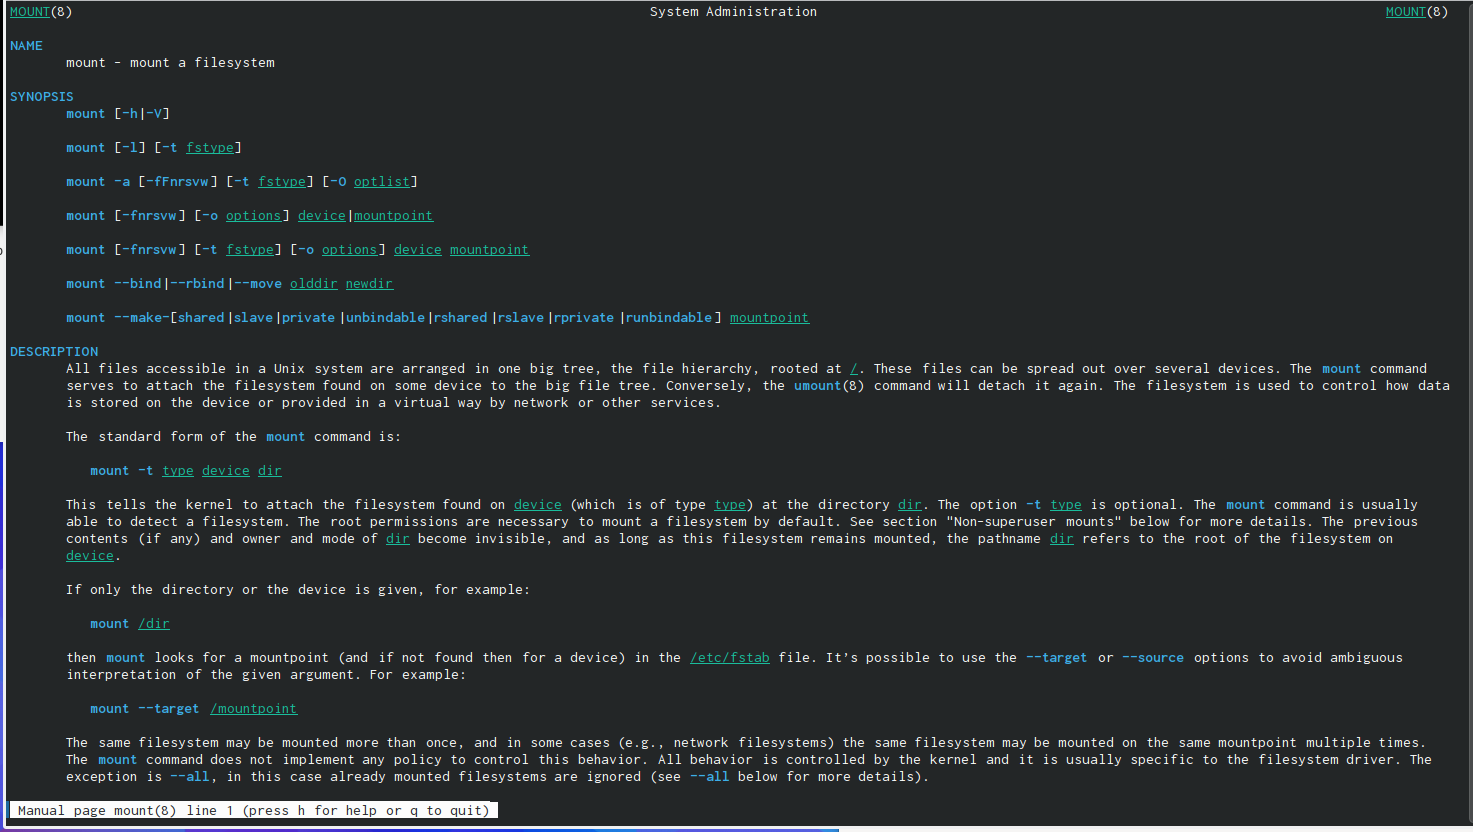 MOUNT(8) System Administration MOUNT(8)
NAME
mount - mount a filesystem
SYNOPSIS
mount [-h|-V]
mount [-l] [-t fstype]
mount -a [-fFnrsvw] [-t fstype] [-O optlist]
mount [-fnrsvw] [-o options] device|mountpoint
mount [-fnrsvw] [-t fstype] [-o options] device mountpoint
mount --bind|--rbind|--move olddir newdir
mount --make-[shared|slave|private|unbindable|rshared|rslave|rprivate|runbindable] mountpoint
DESCRIPTION
All files accessible in a Unix system are arranged in one big tree, the file hierarchy, rooted at /. These files can be spread out over several devices. The mount command
serves to attach the filesystem found on some device to the big file tree. Conversely, the umount(8) command will detach it again. The filesystem is used to control how data
is stored on the device or provided in a virtual way by network or other services.
The standard form of the mount command is:
mount -t type device dir
This tells the kernel to attach the filesystem found on device (which is of type type) at the directory dir. The option -t type is optional. The mount command is usually
able to detect a filesystem. The root permissions are necessary to mount a filesystem by default. See section "Non-superuser mounts" below for more details. The previous
contents (if any) and owner and mode of dir become invisible, and as long as this filesystem remains mounted, the pathname dir refers to the root of the filesystem on
device.
If only the directory or the device is given, for example:
mount /dir
then mount looks for a mountpoint (and if not found then for a device) in the /etc/fstab file. It’s possible to use the --target or --source options to avoid ambiguous
interpretation of the given argument. For example:
mount --target /mountpoint
The same filesystem may be mounted more than once, and in some cases (e.g., network filesystems) the same filesystem may be mounted on the same mountpoint multiple times.
The mount command does not implement any policy to control this behavior. All behavior is controlled by the kernel and it is usually specific to the filesystem driver. The
exception is --all, in this case already mounted filesystems are ignored (see --all below for more details).
Manual page mount(8) line 1 (press h for help or q to quit)